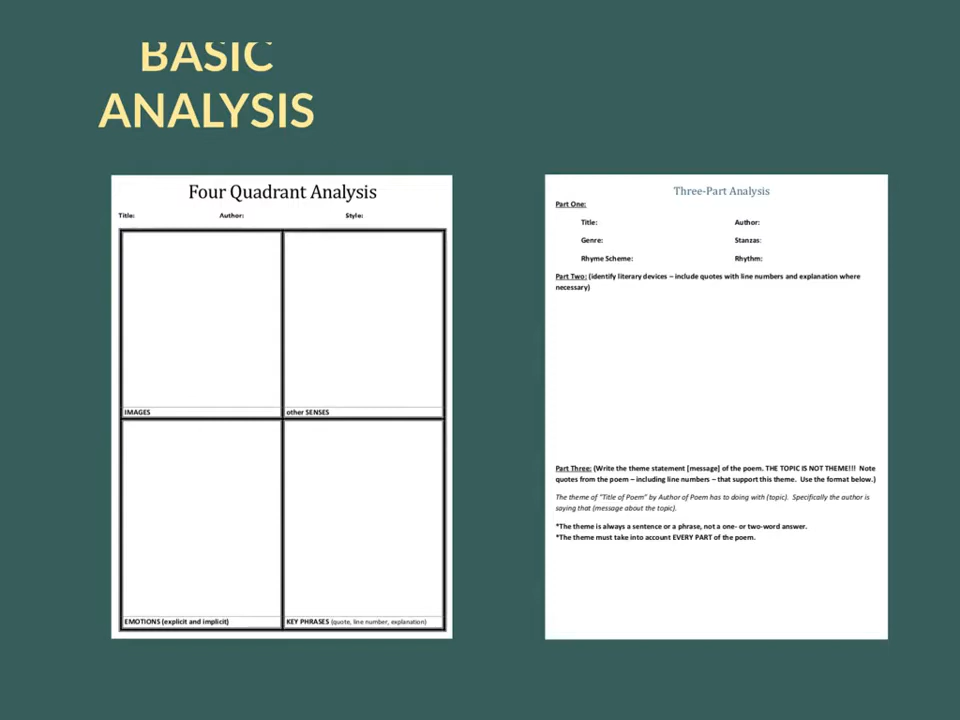 BASIC
ANALYSIS
Four Quadrant Analysis
Title: Author: Style:
IMAGES other SENSES
EMOTIONS (explicit and implicit) KEY PHRASES (quote, line number, explanation)
Three-Part Analysis
Part One:
Title: Author:
Genre: Stanzas:
Rhyme Scheme: Rhythm:
Part Two: (identify literary devices – include quotes with line numbers and explanation where
necessary)
Part Three: (Write the theme statement [message] of the poem. THE TOPIC IS NOT THEME!!! Note
quotes from the poem – including line numbers – that support this theme. Use the format below.)
The theme of "Title of Poem" by Author of Poem has to doing with (topic). Specifically the author is
saying that (message about the topic).
*The theme is always a sentence or a phrase, not a one- or two-word answer.
*The theme must take into account EVERY PART of the poem.